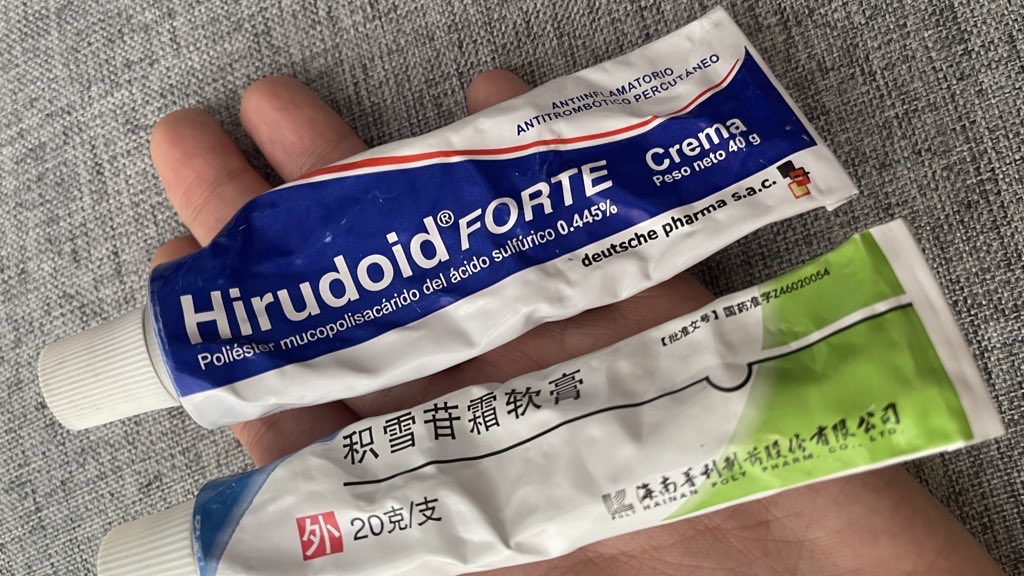 ANTIINFLAMATORIO
ANTITROMBÓTICO PERCUTÁNEO
Hirudoid® FORTE
Poliéster mucopolisacárido del ácido sulfúrico 0.445%
Crema
Peso neto 40 g
deutsche pharma s.a.c.
【批准文号】国药准字Z46020054
积雪苷霜软膏
外 20克/支
POLY
海南普利制药股份有限公司
HAINAN POLY PHARM. CO., LTD.